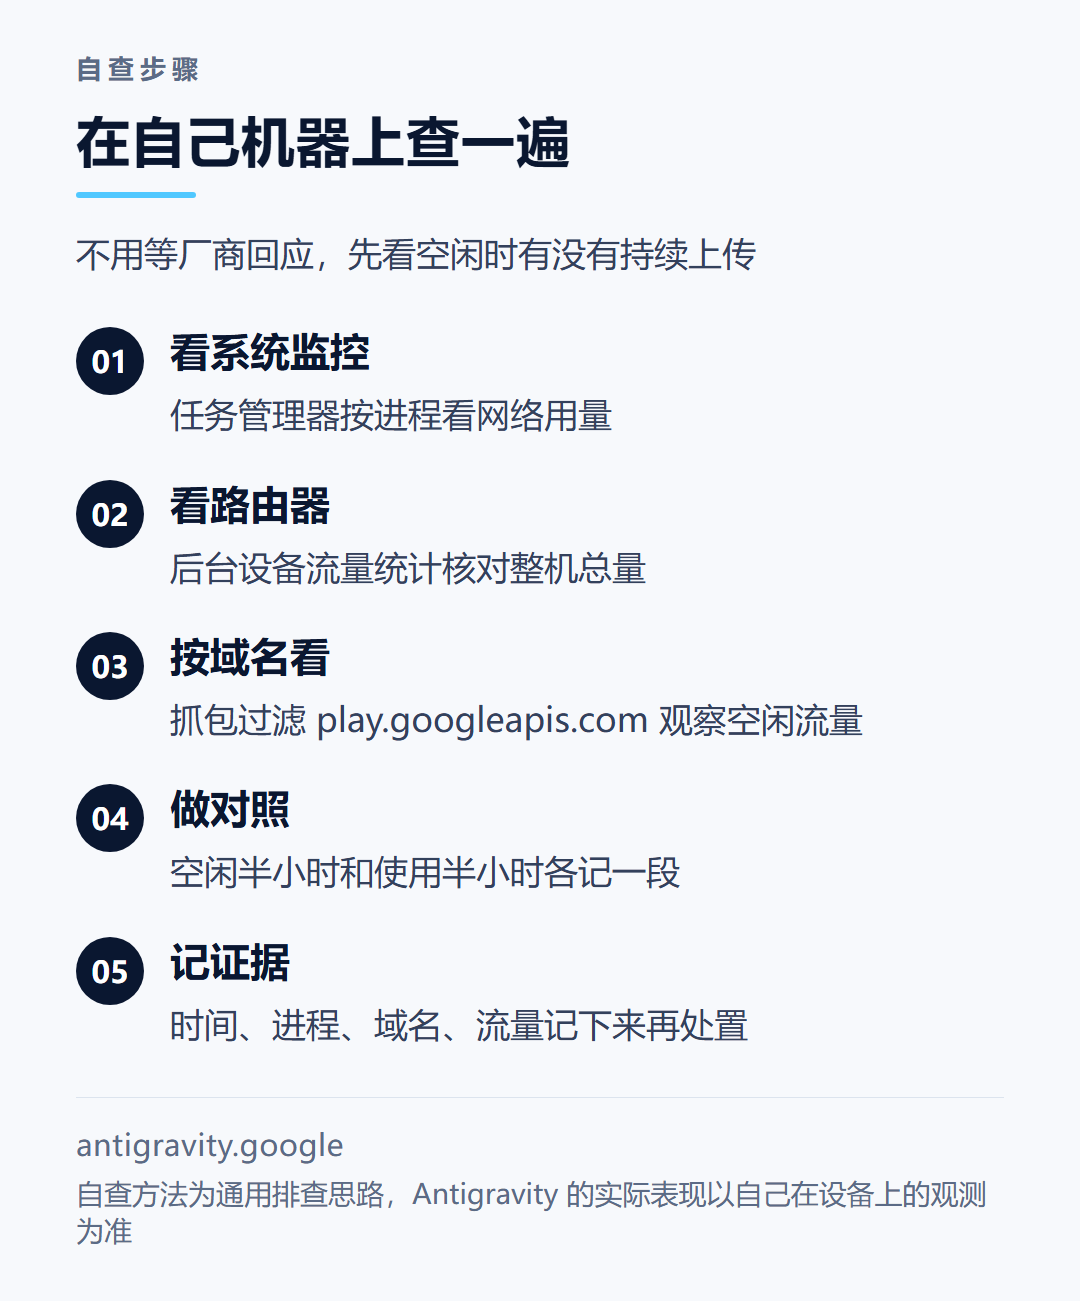 自查步骤
在自己机器上查一遍
不用等厂商回应，先看空闲时有没有持续上传
01
看系统监控
任务管理器按进程看网络用量
02
看路由器
后台设备流量统计核对整机总量
03
按域名看
抓包过滤 play.googleapis.com 观察空闲流量
04
做对照
空闲半小时和使用半小时各记一段
05
记证据
时间、进程、域名、流量记下来再处置
antigravity.google
自查方法为通用排查思路，Antigravity 的实际表现以自己在设备上的观测
为准